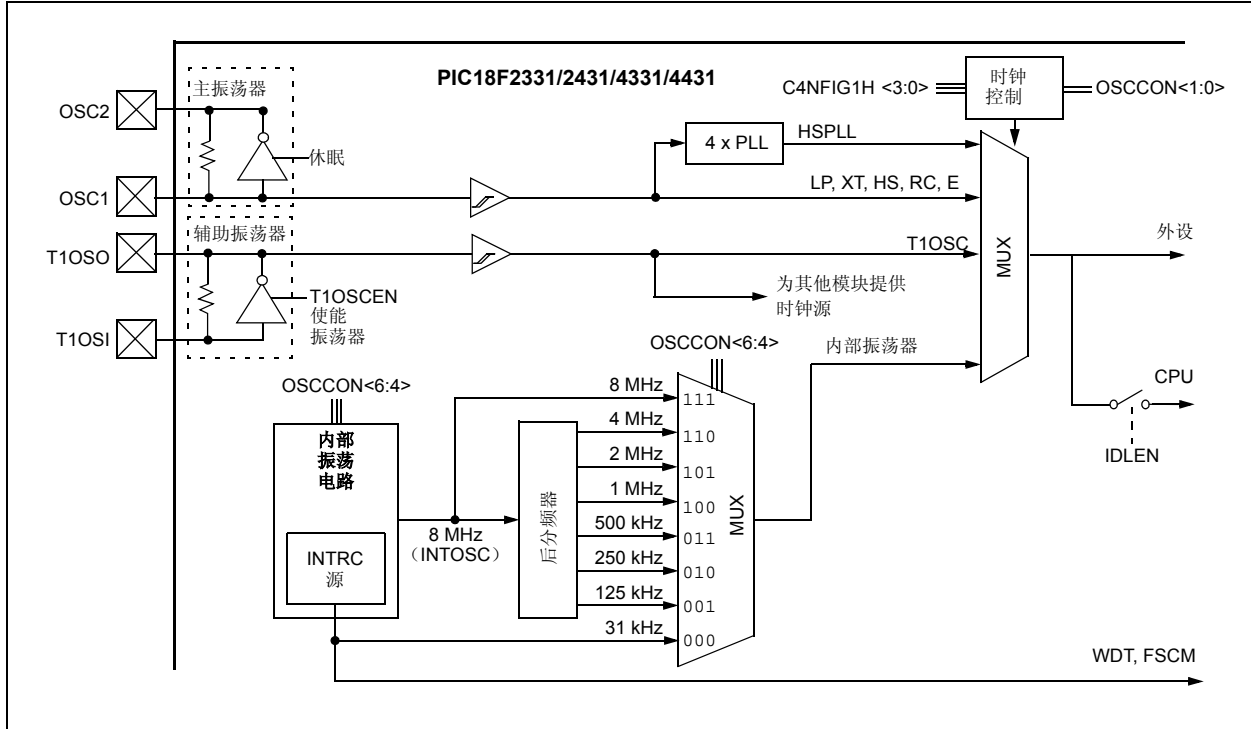 PIC18F2331/2431/4331/4431
主振荡器
OSC2
休眠
OSC1
辅助振荡器
T1OSO
T1OSCEN
使能
振荡器
T1OSI
C4NFIG1H <3:0>
时钟
控制
OSCCON<1:0>
4 x PLL
HSPLL
LP, XT, HS, RC, E
T1OSC
为其他模块提供
时钟源
MUX
外设
内部振荡器
CPU
IDLEN
OSCCON<6:4>
OSCCON<6:4>
内部
振荡
电路
INTRC
源
8 MHz
（INTOSC）
后分频器
8 MHz
111
4 MHz
110
2 MHz
101
1 MHz
100
500 kHz
011
250 kHz
010
125 kHz
001
31 kHz
000
MUX
WDT, FSCM